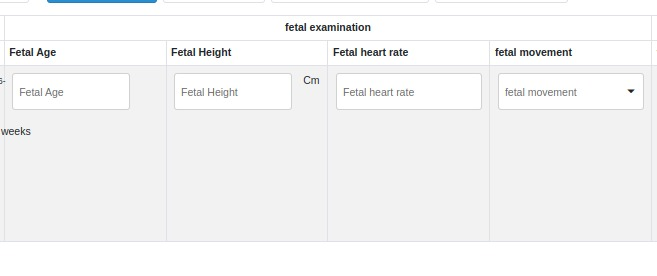 fetal examination
Fetal Age Fetal Height Fetal heart rate fetal movement
Fetal Age Fetal Height Cm Fetal heart rate fetal movement
weeks